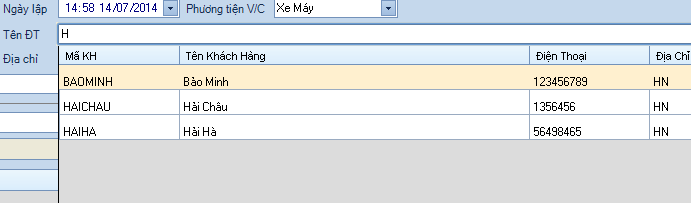 Ngày lập 14:58 14/07/2014 Phương tiện V/C Xe Máy
Tên ĐT H
Địa chỉ
Mã KH Tên Khách Hàng Điện Thoại Địa Chỉ
BAOMINH Bảo Minh 123456789 HN
HAICHAU Hải Châu 1356456 HN
HAIHA Hải Hà 56498465 HN